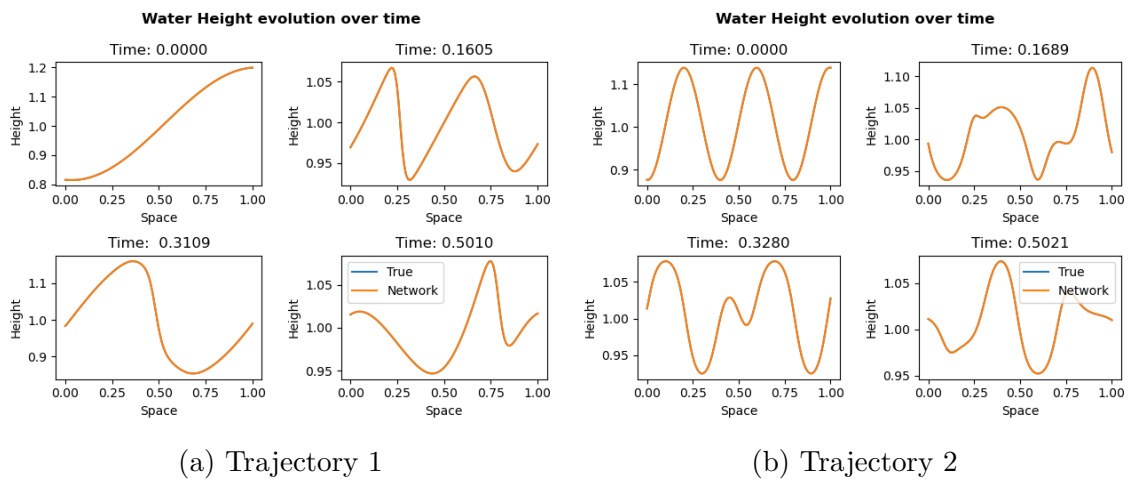 Water Height evolution over time
Time: 0.0000
Height
1.2
1.1
1.0
0.9
0.8
0.00 0.25 0.50 0.75 1.00
Space
Time: 0.1605
Height
1.05
1.00
0.95
0.00 0.25 0.50 0.75 1.00
Space
Time: 0.3109
Height
1.1
1.0
0.9
0.00 0.25 0.50 0.75 1.00
Space
Time: 0.5010
Height
1.05
1.00
0.95
True
Network
0.00 0.25 0.50 0.75 1.00
Space
(a) Trajectory 1
Water Height evolution over time
Time: 0.0000
Height
1.1
1.0
0.9
0.00 0.25 0.50 0.75 1.00
Space
Time: 0.1689
Height
1.10
1.05
1.00
0.95
0.00 0.25 0.50 0.75 1.00
Space
Time: 0.3280
Height
1.05
1.00
0.95
0.00 0.25 0.50 0.75 1.00
Space
Time: 0.5021
Height
1.05
1.00
0.95
True
Network
0.00 0.25 0.50 0.75 1.00
Space
(b) Trajectory 2